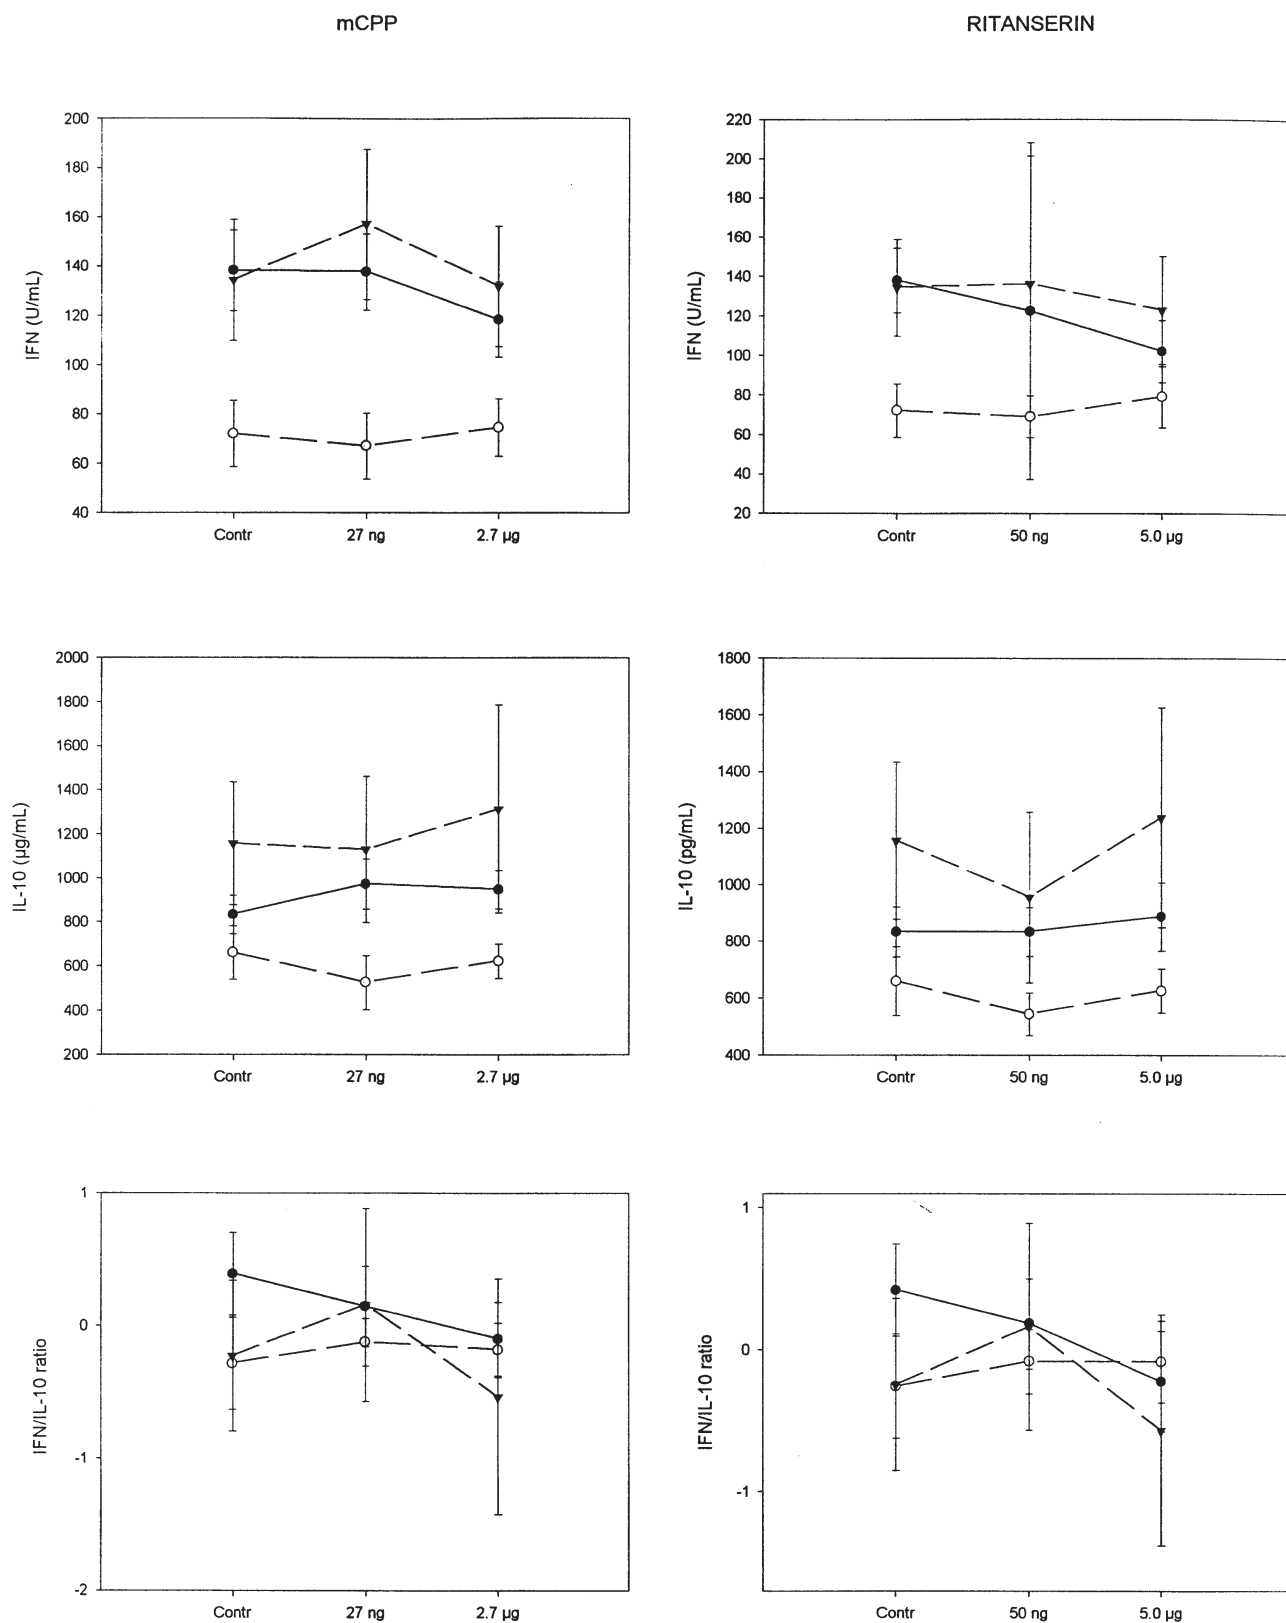 mCPP
RITANSERIN
IFN (U/mL)
200
180
160
140
120
100
80
60
40
Contr
27 ng
2.7 µg
IFN (U/mL)
220
200
180
160
140
120
100
80
60
40
20
Contr
50 ng
5.0 µg
IL-10 (µg/mL)
2000
1800
1600
1400
1200
1000
800
600
400
200
Contr
27 ng
2.7 µg
IL-10 (pg/mL)
1800
1600
1400
1200
1000
800
600
400
Contr
50 ng
5.0 µg
IFN/IL-10 ratio
1
0
-1
-2
Contr
27 ng
2.7 µg
IFN/IL-10 ratio
1
0
-1
Contr
50 ng
5.0 µg